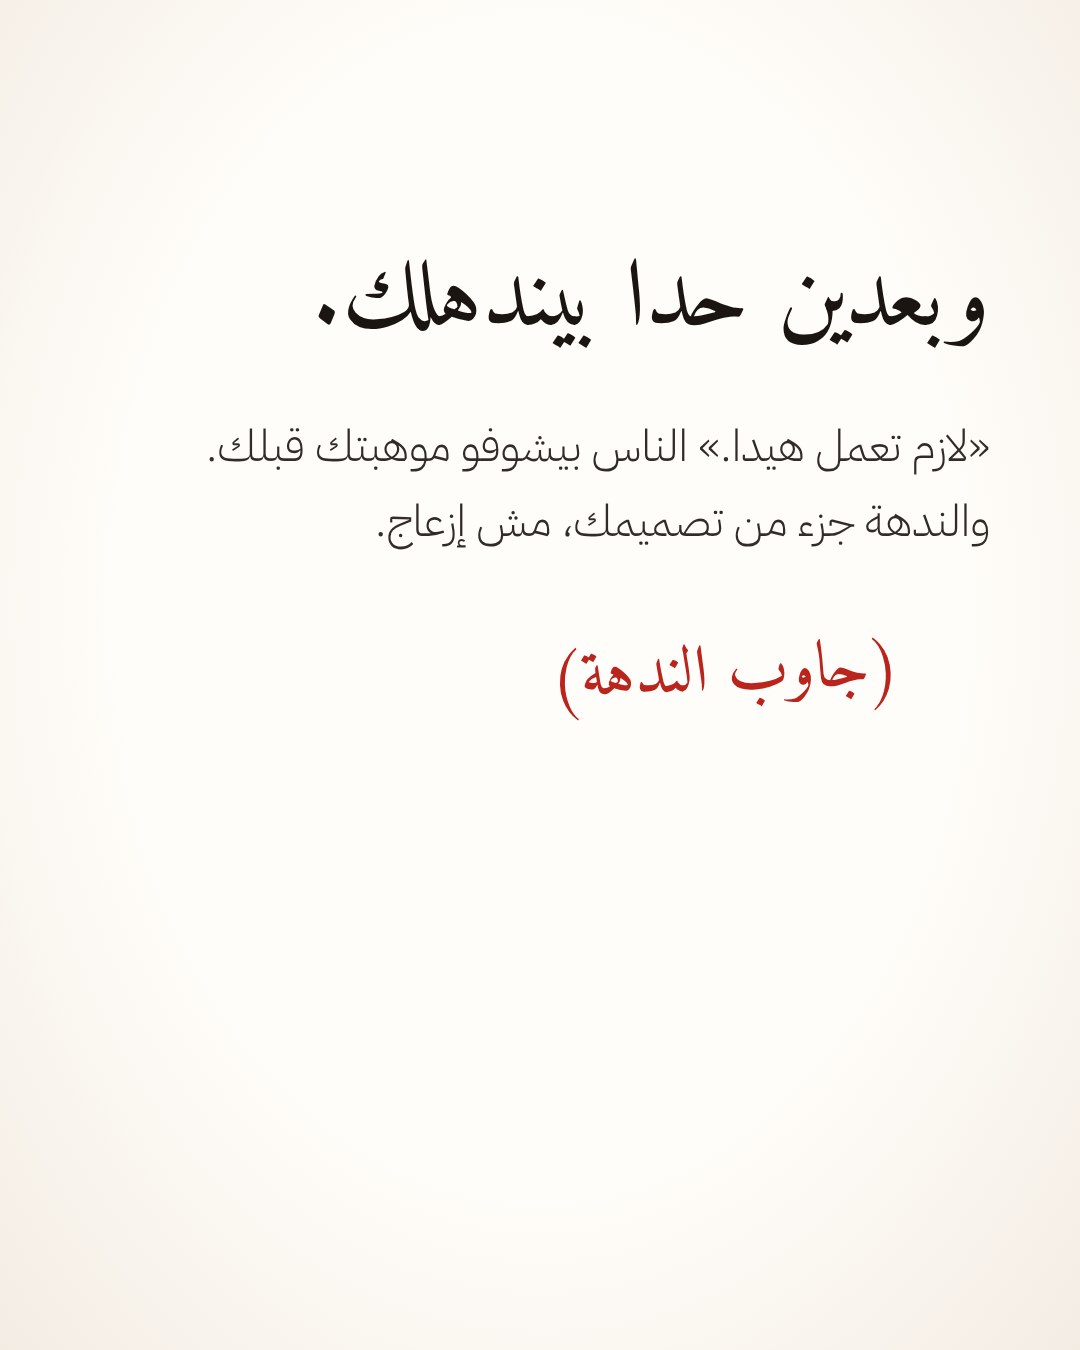 وبعدين حدا بيندهلك.
«لازم تعمل هيدا.» الناس بيشوفو موهبتك قبلك.
والندهة جزء من تصميمك، مش إزعاج.
(جاوب الندهة)